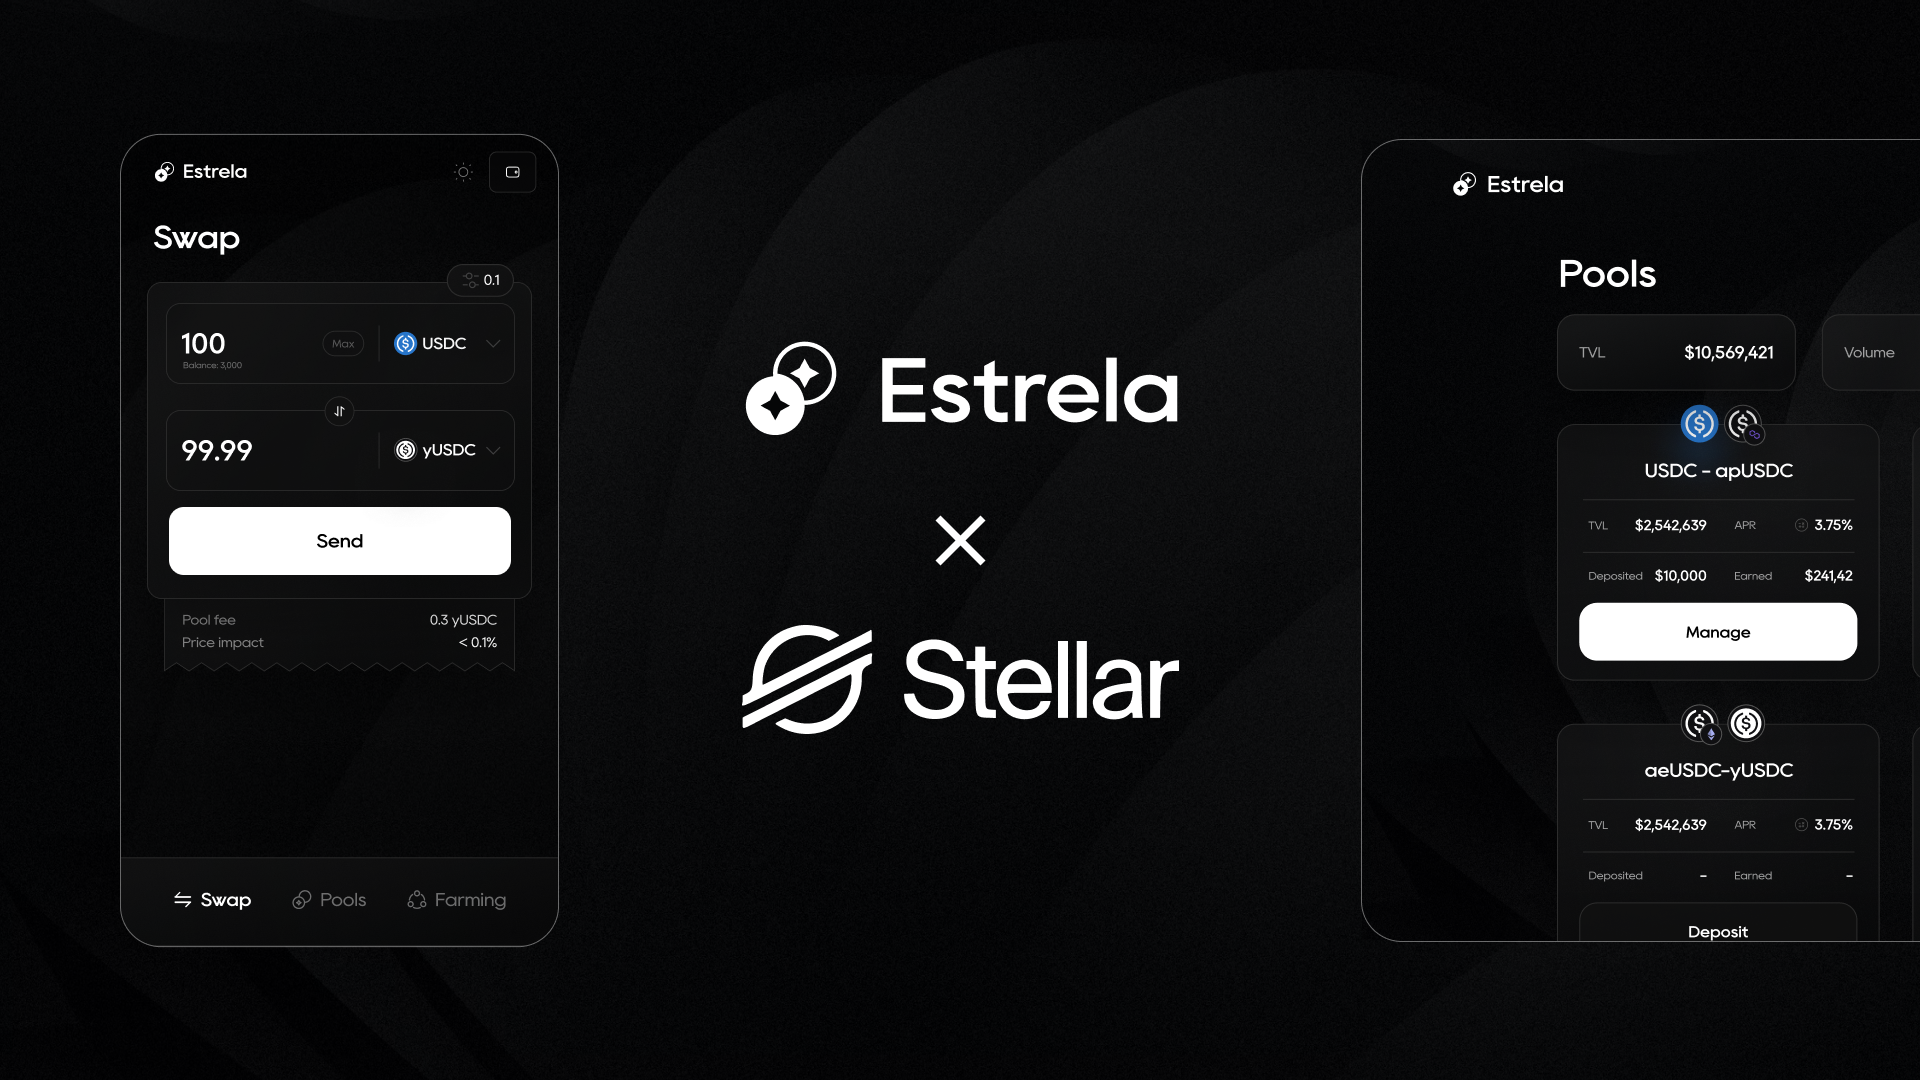 Estrela
Swap
0.1
100
Max
USDC
Balance: 3,000
99.99
yUSDC
Send
Pool fee
0.3 yUSDC
Price impact
< 0.1%
Swap
Pools
Farming
Estrela
×
Stellar
Estrela
Pools
TVL
$10,569,421
Volume
USDC - apUSDC
TVL $2,542,639 APR 3.75%
Deposited $10,000 Earned $241,42
Manage
aeUSDC-yUSDC
TVL $2,542,639 APR 3.75%
Deposited - Earned -
Deposit